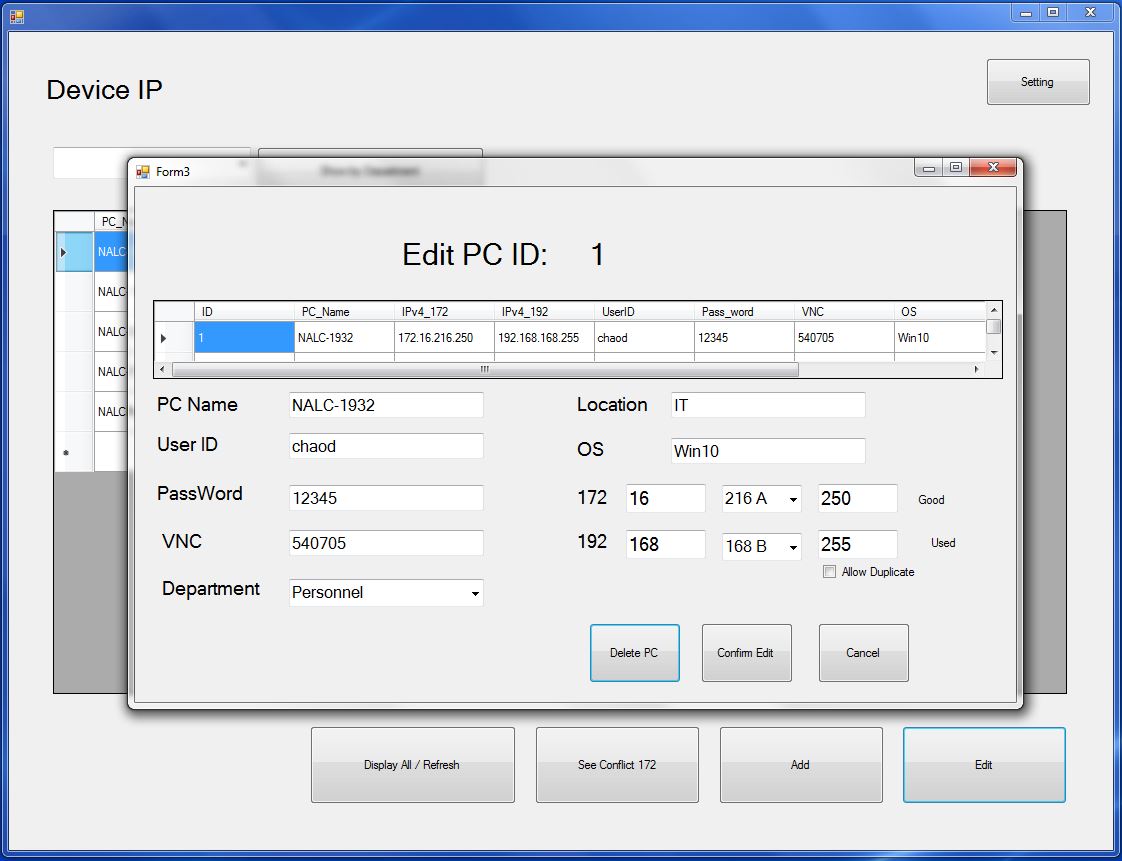 Device IP
Setting
Show by Department
PC_N
NALC
NALC-
NALC
NALC
NALC
Form3
Edit PC ID: 1
ID PC_Name IPv4_172 IPv4_192 UserID Pass_word VNC OS
1 NALC-1932 172.16.216.250 192.168.168.255 chaod 12345 540705 Win10
PC Name NALC-1932 Location IT
User ID chaod OS Win10
PassWord 12345 172 16 216 A 250 Good
VNC 540705 192 168 168 B 255 Used
Allow Duplicate
Department Personnel
Delete PC Confirm Edit Cancel
Display All / Refresh See Conflict 172 Add Edit